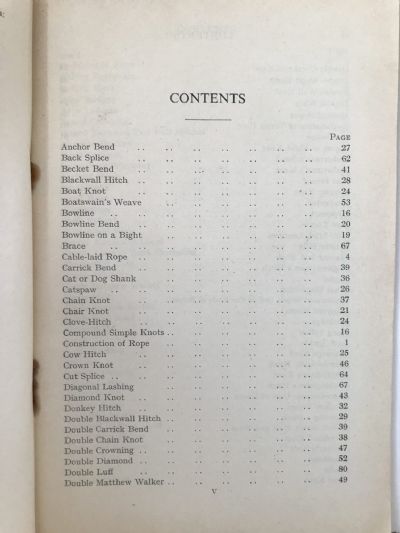 CONTENTS
PAGE
Anchor Bend .. .. .. .. .. .. 27
Back Splice .. .. .. .. .. .. 62
Becket Bend .. .. .. .. .. .. 41
Blackwall Hitch .. .. .. .. .. .. 28
Boat Knot .. .. .. .. .. .. 24
Boatswain's Weave .. .. .. .. .. 53
Bowline .. .. .. .. .. .. .. 16
Bowline Bend .. .. .. .. .. .. 20
Bowline on a Bight .. .. .. .. .. 19
Brace .. .. .. .. .. .. .. 67
Cable-laid Rope .. .. .. .. .. .. 4
Carrick Bend .. .. .. .. .. .. 39
Cat or Dog Shank .. .. .. .. .. 36
Catspaw .. .. .. .. .. .. .. 26
Chain Knot .. .. .. .. .. .. 37
Chair Knot .. .. .. .. .. .. 21
Clove-Hitch .. .. .. .. .. .. 24
Compound Simple Knots .. .. .. .. .. 16
Construction of Rope .. .. .. .. .. 1
Cow Hitch .. .. .. .. .. .. 25
Crown Knot .. .. .. .. .. .. 46
Cut Splice .. .. .. .. .. .. 64
Diagonal Lashing .. .. .. .. .. 67
Diamond Knot .. .. .. .. .. .. 43
Donkey Hitch .. .. .. .. .. .. 32
Double Blackwall Hitch .. .. .. .. .. 29
Double Carrick Bend .. .. .. .. .. 39
Double Chain Knot .. .. .. .. .. 38
Double Crowning .. .. .. .. .. .. 47
Double Diamond .. .. .. .. .. .. 52
Double Luff .. .. .. .. .. .. 80
Double Matthew Walker .. .. .. .. .. 49
V